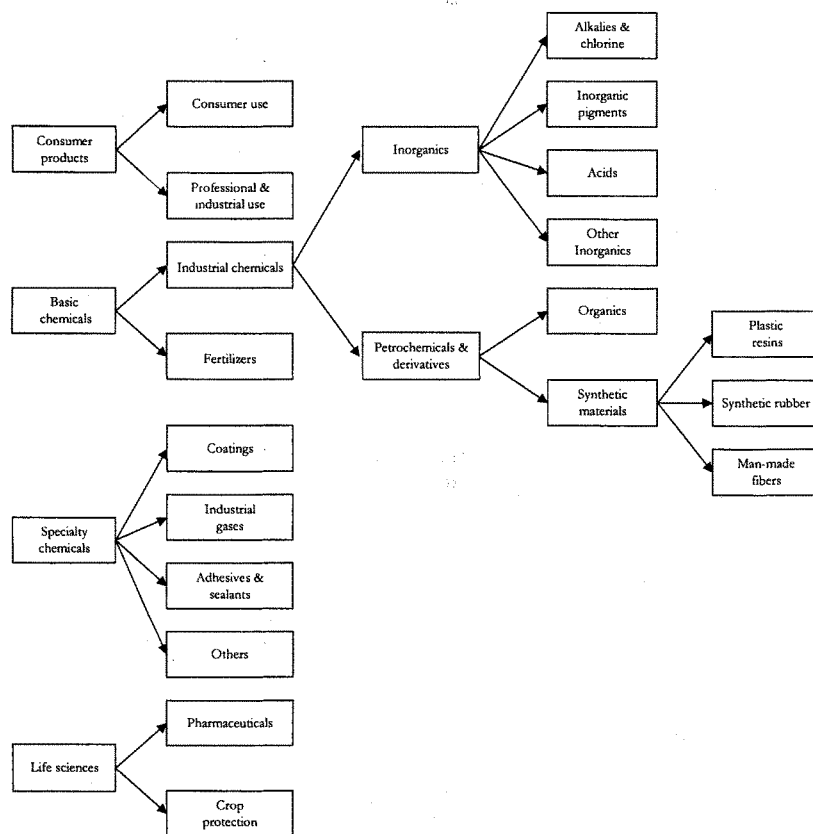 Alkalies &
chlorine
Consumer use
Inorganic
pigments
Consumer
products
Inorganics
Acids
Professional &
industrial use
Other
Inorganics
Industrial chemicals
Basic
chemicals
Organics
Plastic
resins
Fertilizers
Petrochemicals &
derivatives
Synthetic
materials
Synthetic rubber
Coatings
Man-made
fibers
Industrial
gases
Specialty
chemicals
Adhesives &
sealants
Others
Pharmaceuticals
Life sciences
Crop
protection